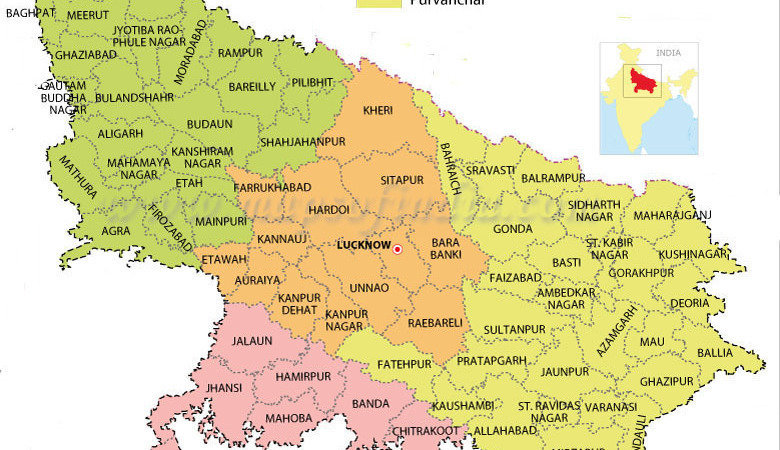 Purvanchal
INDIA
BAGHPAT
MEERUT
JYOTIBA RAO-
PHULE NAGAR
MORADABAD
RAMPUR
GHAZIABAD
PILIBHIT
BAREILLY
GAUTAM
BUDDHA
NAGAR
BULANDSHAHR
KHERI
BUDAUN
ALIGARH
SHAHJAHANPUR
KANSHIRAM
NAGAR
MAHAMAYA
NAGAR
MATHURA
ETAH
FARRUKHABAD
SITAPUR
BAHRAICH
SRAVASTI
BALRAMPUR
HARDOI
SIDHARTH
NAGAR
MAHARAJGANJ
MAINPURI
FIROZABAD
AGRA
GONDA
KANNAUJ
LUCKNOW
BARA
BANKI
ST. KABIR
NAGAR
KUSHINAGAR
ETAWAH
BASTI
GORAKHPUR
AURAIYA
FAIZABAD
UNNAO
AMBEDKAR
NAGAR
DEORIA
KANPUR
DEHAT
KANPUR
NAGAR
RAEBARELI
SULTANPUR
AZAMGARH
JALAUN
MAU
BALLIA
FATEHPUR
PRATAPGARH
JAUNPUR
GHAZIPUR
JHANSI
HAMIRPUR
BANDA
KAUSHAMBI
ST. RAVIDAS
NAGAR
VARANASI
MAHOBA
CHITRAKOOT
ALLAHABAD